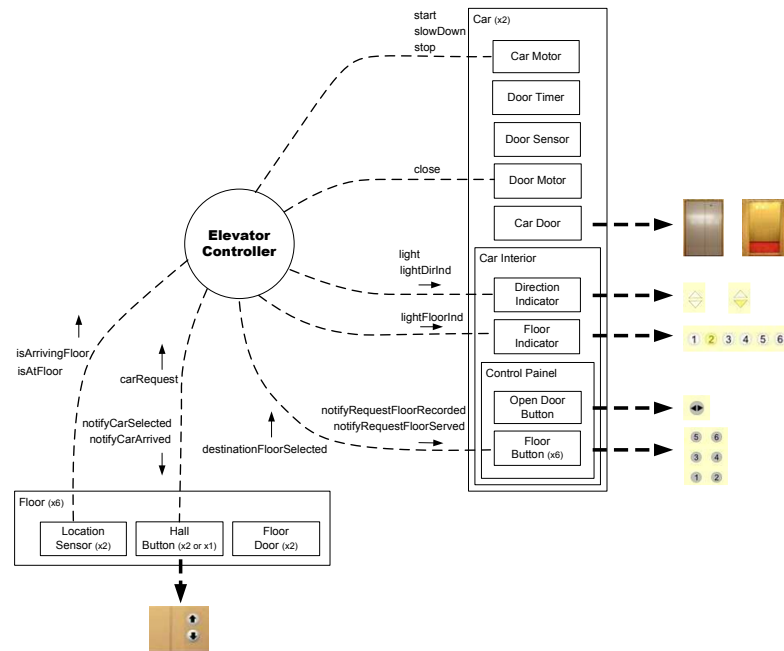 start
slowDown
stop
Car (x2)
Car Motor
Door Timer
Door Sensor
close
Door Motor
Car Door
Elevator
Controller
light
lightDirInd
Car Interior
Direction
Indicator
lightFloorInd
Floor
Indicator
1 2 3 4 5 6
isArrivingFloor
isAtFloor
carRequest
Control Painel
notifyRequestFloorRecorded
notifyRequestFloorServed
Open Door
Button
notifyCarSelected
notifyCarArrived
destinationFloorSelected
Floor
Button (x6)
5 6
3 4
1 2
Floor (x6)
Location
Sensor (x2)
Hall
Button (x2 or x1)
Floor
Door (x2)